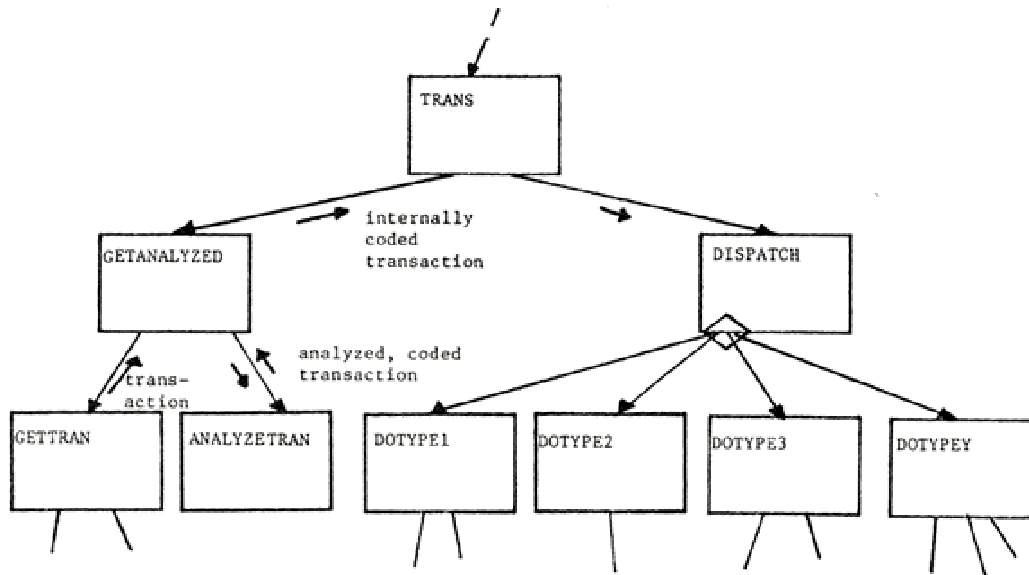 TRANS
internally
coded
transaction
GETANALYZED
DISPATCH
analyzed, coded
transaction
trans-
action
GETTRAN
ANALYZETRAN
DOTYPE1
DOTYPE2
DOTYPE3
DOTYPEY